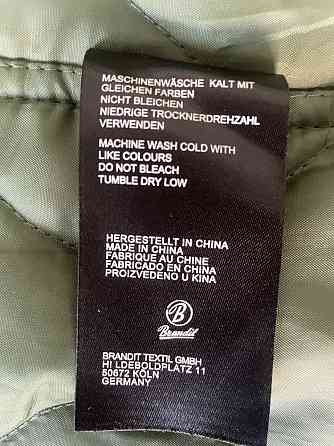 MASCHINENWÄSCHE KALT MIT
GLEICHEN FARBEN
NICHT BLEICHEN
NIEDRIGE TROCKNERDREHZAHL
VERWENDEN
MACHINE WASH COLD WITH
LIKE COLOURS
DO NOT BLEACH
TUMBLE DRY LOW
HERGESTELLT IN CHINA
MADE IN CHINA
FABRIQUE AU CHINE
FABRICADO EN CHINA
PROIZVEDENO U KINA
B
Brandit
BRANDIT TEXTIL GMBH
HILDEBOLDPLATZ 11
50672 KÖLN
GERMANY